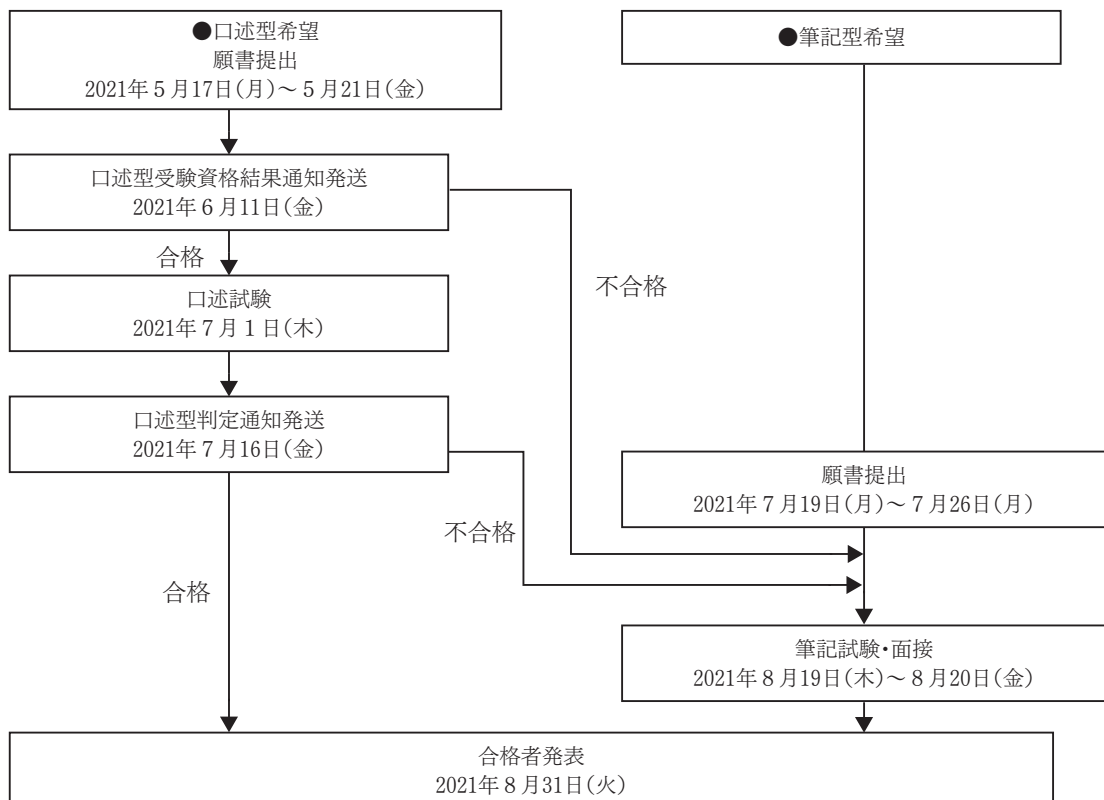 ●口述型希望
願書提出
2021年5月17日(月)～5月21日(金)
●筆記型希望
口述型受験資格結果通知発送
2021年6月11日(金)
合格
不合格
口述試験
2021年7月1日(木)
口述型判定通知発送
2021年7月16日(金)
願書提出
2021年7月19日(月)～7月26日(月)
不合格
合格
筆記試験・面接
2021年8月19日(木)～8月20日(金)
合格者発表
2021年8月31日(火)